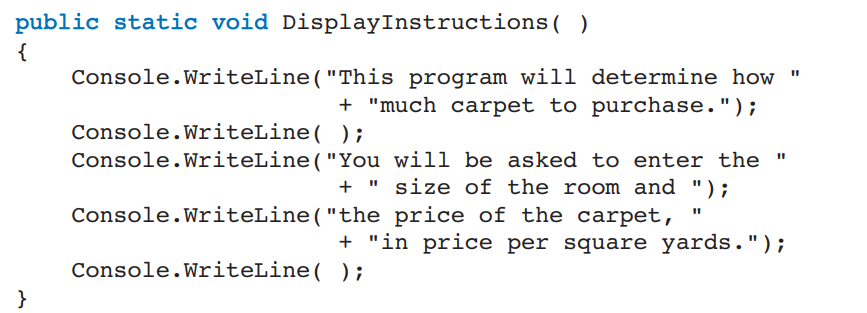 public static void DisplayInstructions( )
{
    Console.WriteLine("This program will determine how "
                      + "much carpet to purchase.");
    Console.WriteLine( );
    Console.WriteLine("You will be asked to enter the "
                      + " size of the room and ");
    Console.WriteLine("the price of the carpet, "
                      + "in price per square yards.");
    Console.WriteLine( );
}